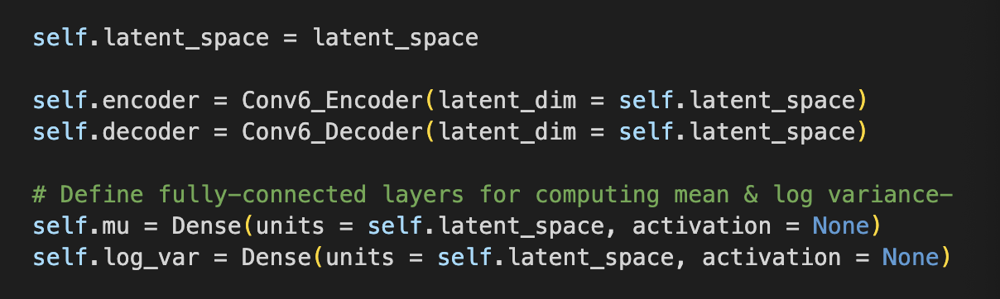 self.latent_space = latent_space
self.encoder = Conv6_Encoder(latent_dim = self.latent_space)
self.decoder = Conv6_Decoder(latent_dim = self.latent_space)
# Define fully-connected layers for computing mean & log variance-
self.mu = Dense(units = self.latent_space, activation = None)
self.log_var = Dense(units = self.latent_space, activation = None)